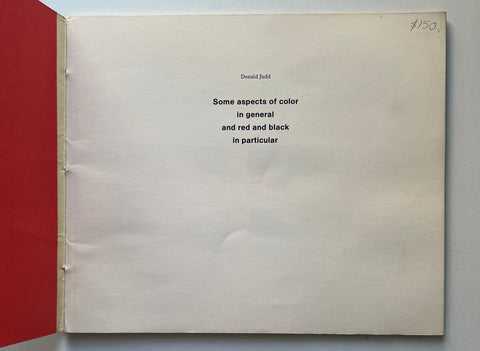 $150.
Donald Judd
Some aspects of color
in general
and red and black
in particular